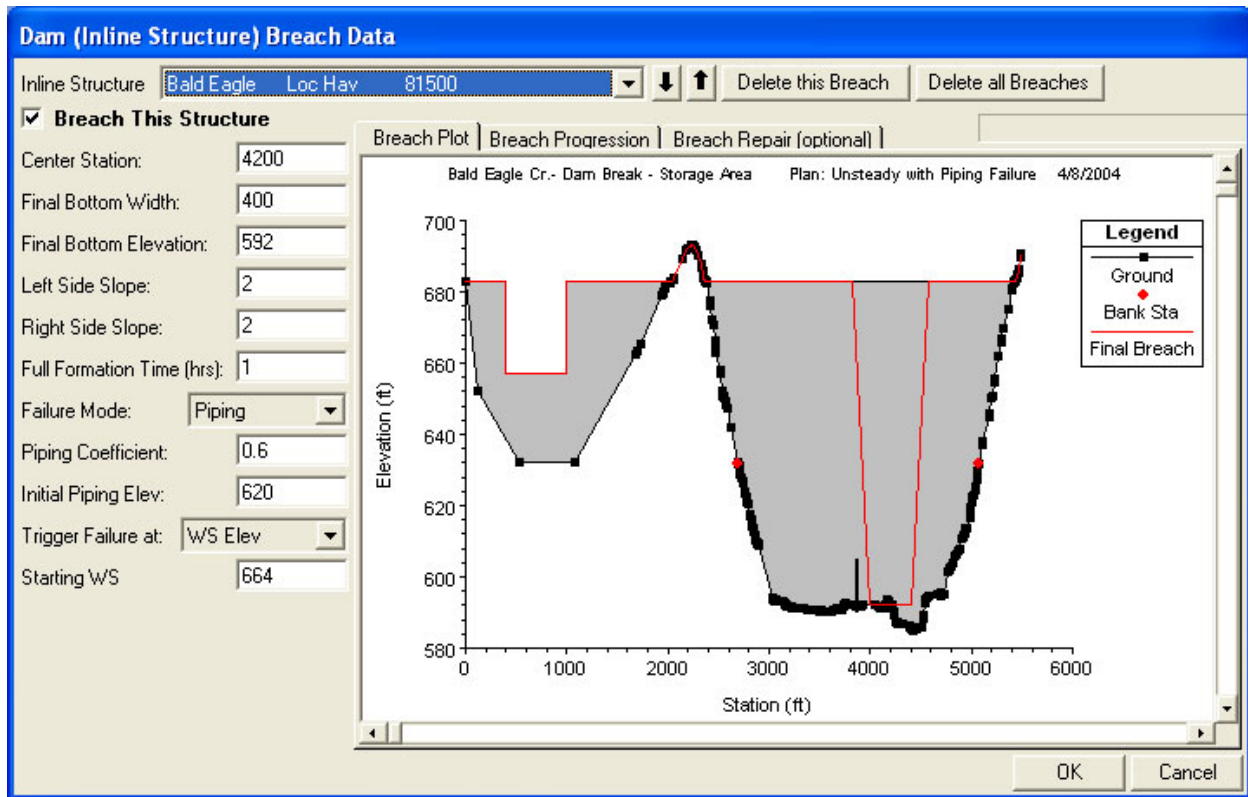 Dam (Inline Structure) Breach Data
Inline Structure Bald Eagle Loc Hav 81500 Delete this Breach Delete all Breaches
Breach This Structure
Center Station: 4200
Final Bottom Width: 400
Final Bottom Elevation: 592
Left Side Slope: 2
Right Side Slope: 2
Full Formation Time (hrs): 1
Failure Mode: Piping
Piping Coefficient: 0.6
Initial Piping Elev: 620
Trigger Failure at: WS Elev
Starting WS 664
Breach Plot Breach Progression Breach Repair (optional)
Bald Eagle Cr.- Dam Break - Storage Area Plan: Unsteady with Piping Failure 4/8/2004
700
680
660
640
620
600
580
Elevation (ft)
0 1000 2000 3000 4000 5000 6000
Station (ft)
Legend
Ground
Bank Sta
Final Breach
OK Cancel